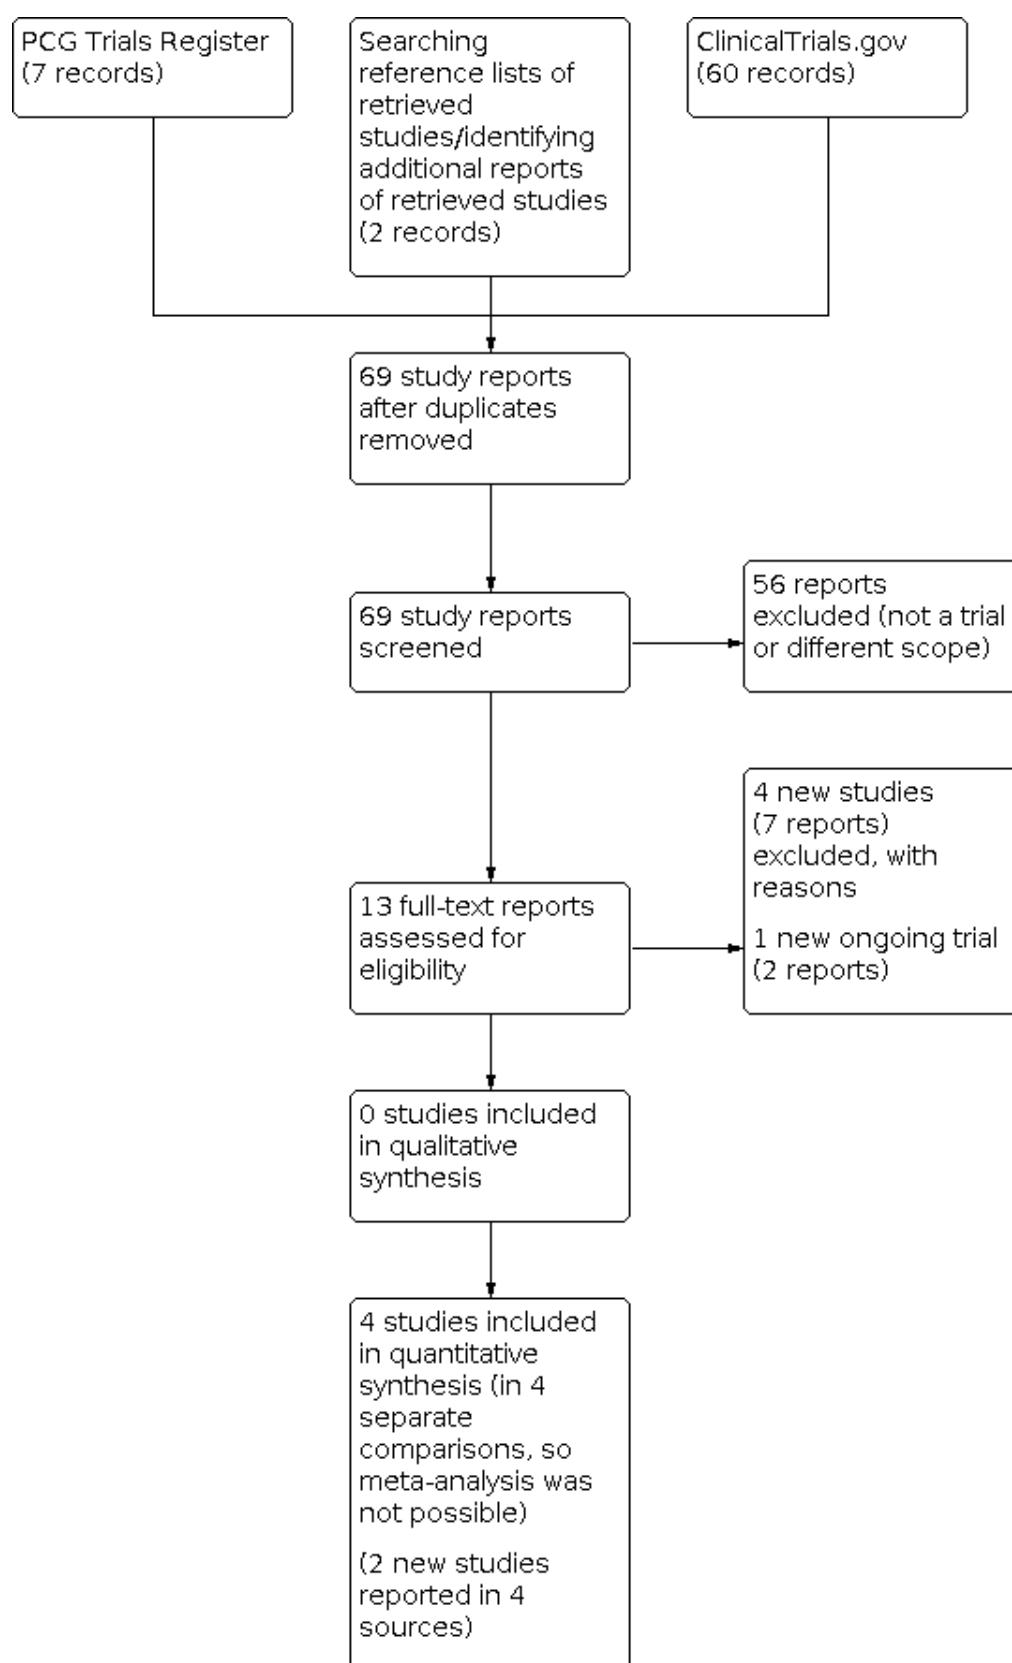 PCG Trials Register
(7 records)
Searching
reference lists of
retrieved
studies/identifying
additional reports
of retrieved studies
(2 records)
ClinicalTrials.gov
(60 records)
69 study reports
after duplicates
removed
69 study reports
screened
56 reports
excluded (not a trial
or different scope)
4 new studies
(7 reports)
excluded, with
reasons
1 new ongoing trial
(2 reports)
13 full-text reports
assessed for
eligibility
0 studies included
in qualitative
synthesis
4 studies included
in quantitative
synthesis (in 4
separate
comparisons, so
meta-analysis was
not possible)
(2 new studies
reported in 4
sources)